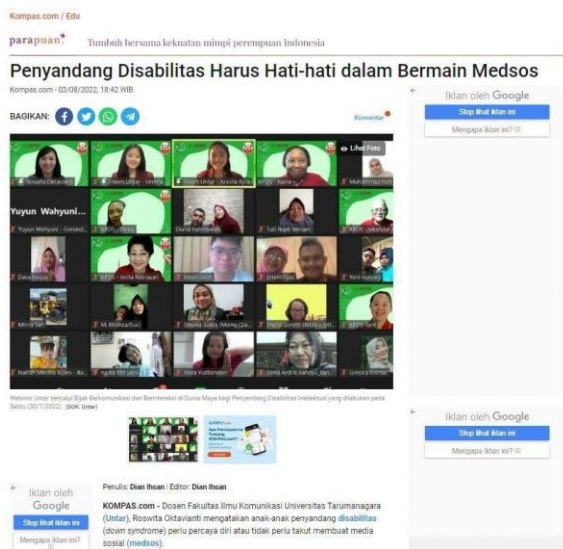 Kompas.com / Edu
parapuan.
Tumbuh bersama kekuatan mimpi perempuan Indonesia
Penyandang Disabilitas Harus Hati-hati dalam Bermain Medsos
Kompas.com - 03/08/2022, 18:42 WIB
BAGIKAN:
Komentar
Iklan oleh Google
Stop lihat iklan ini
Mengapa iklan ini?
Lihat Foto
Yuyun Wahyuni...
Webinar Untar berjudul Bijak Berkomunikasi dan Berinteraksi di Dunia Maya bagi Penyandang Disabilitas Intelektual yang dilakukan pada
Sabtu (30/7/2022). (DOK. Untar)
Iklan oleh Google
Stop lihat iklan ini
Mengapa iklan ini?
Iklan oleh
Google
Stop lihat iklan ini
Mengapa iklan ini?
Penulis: Dian Ihsan | Editor: Dian Ihsan
KOMPAS.com - Dosen Fakultas Ilmu Komunikasi Universitas Tarumanagara
(Untar), Roswita Oktavianti mengatakan anak-anak penyandang disabilitas
(down syndrome) perlu percaya diri atau tidak perlu takut membuat media
sosial (medsos).